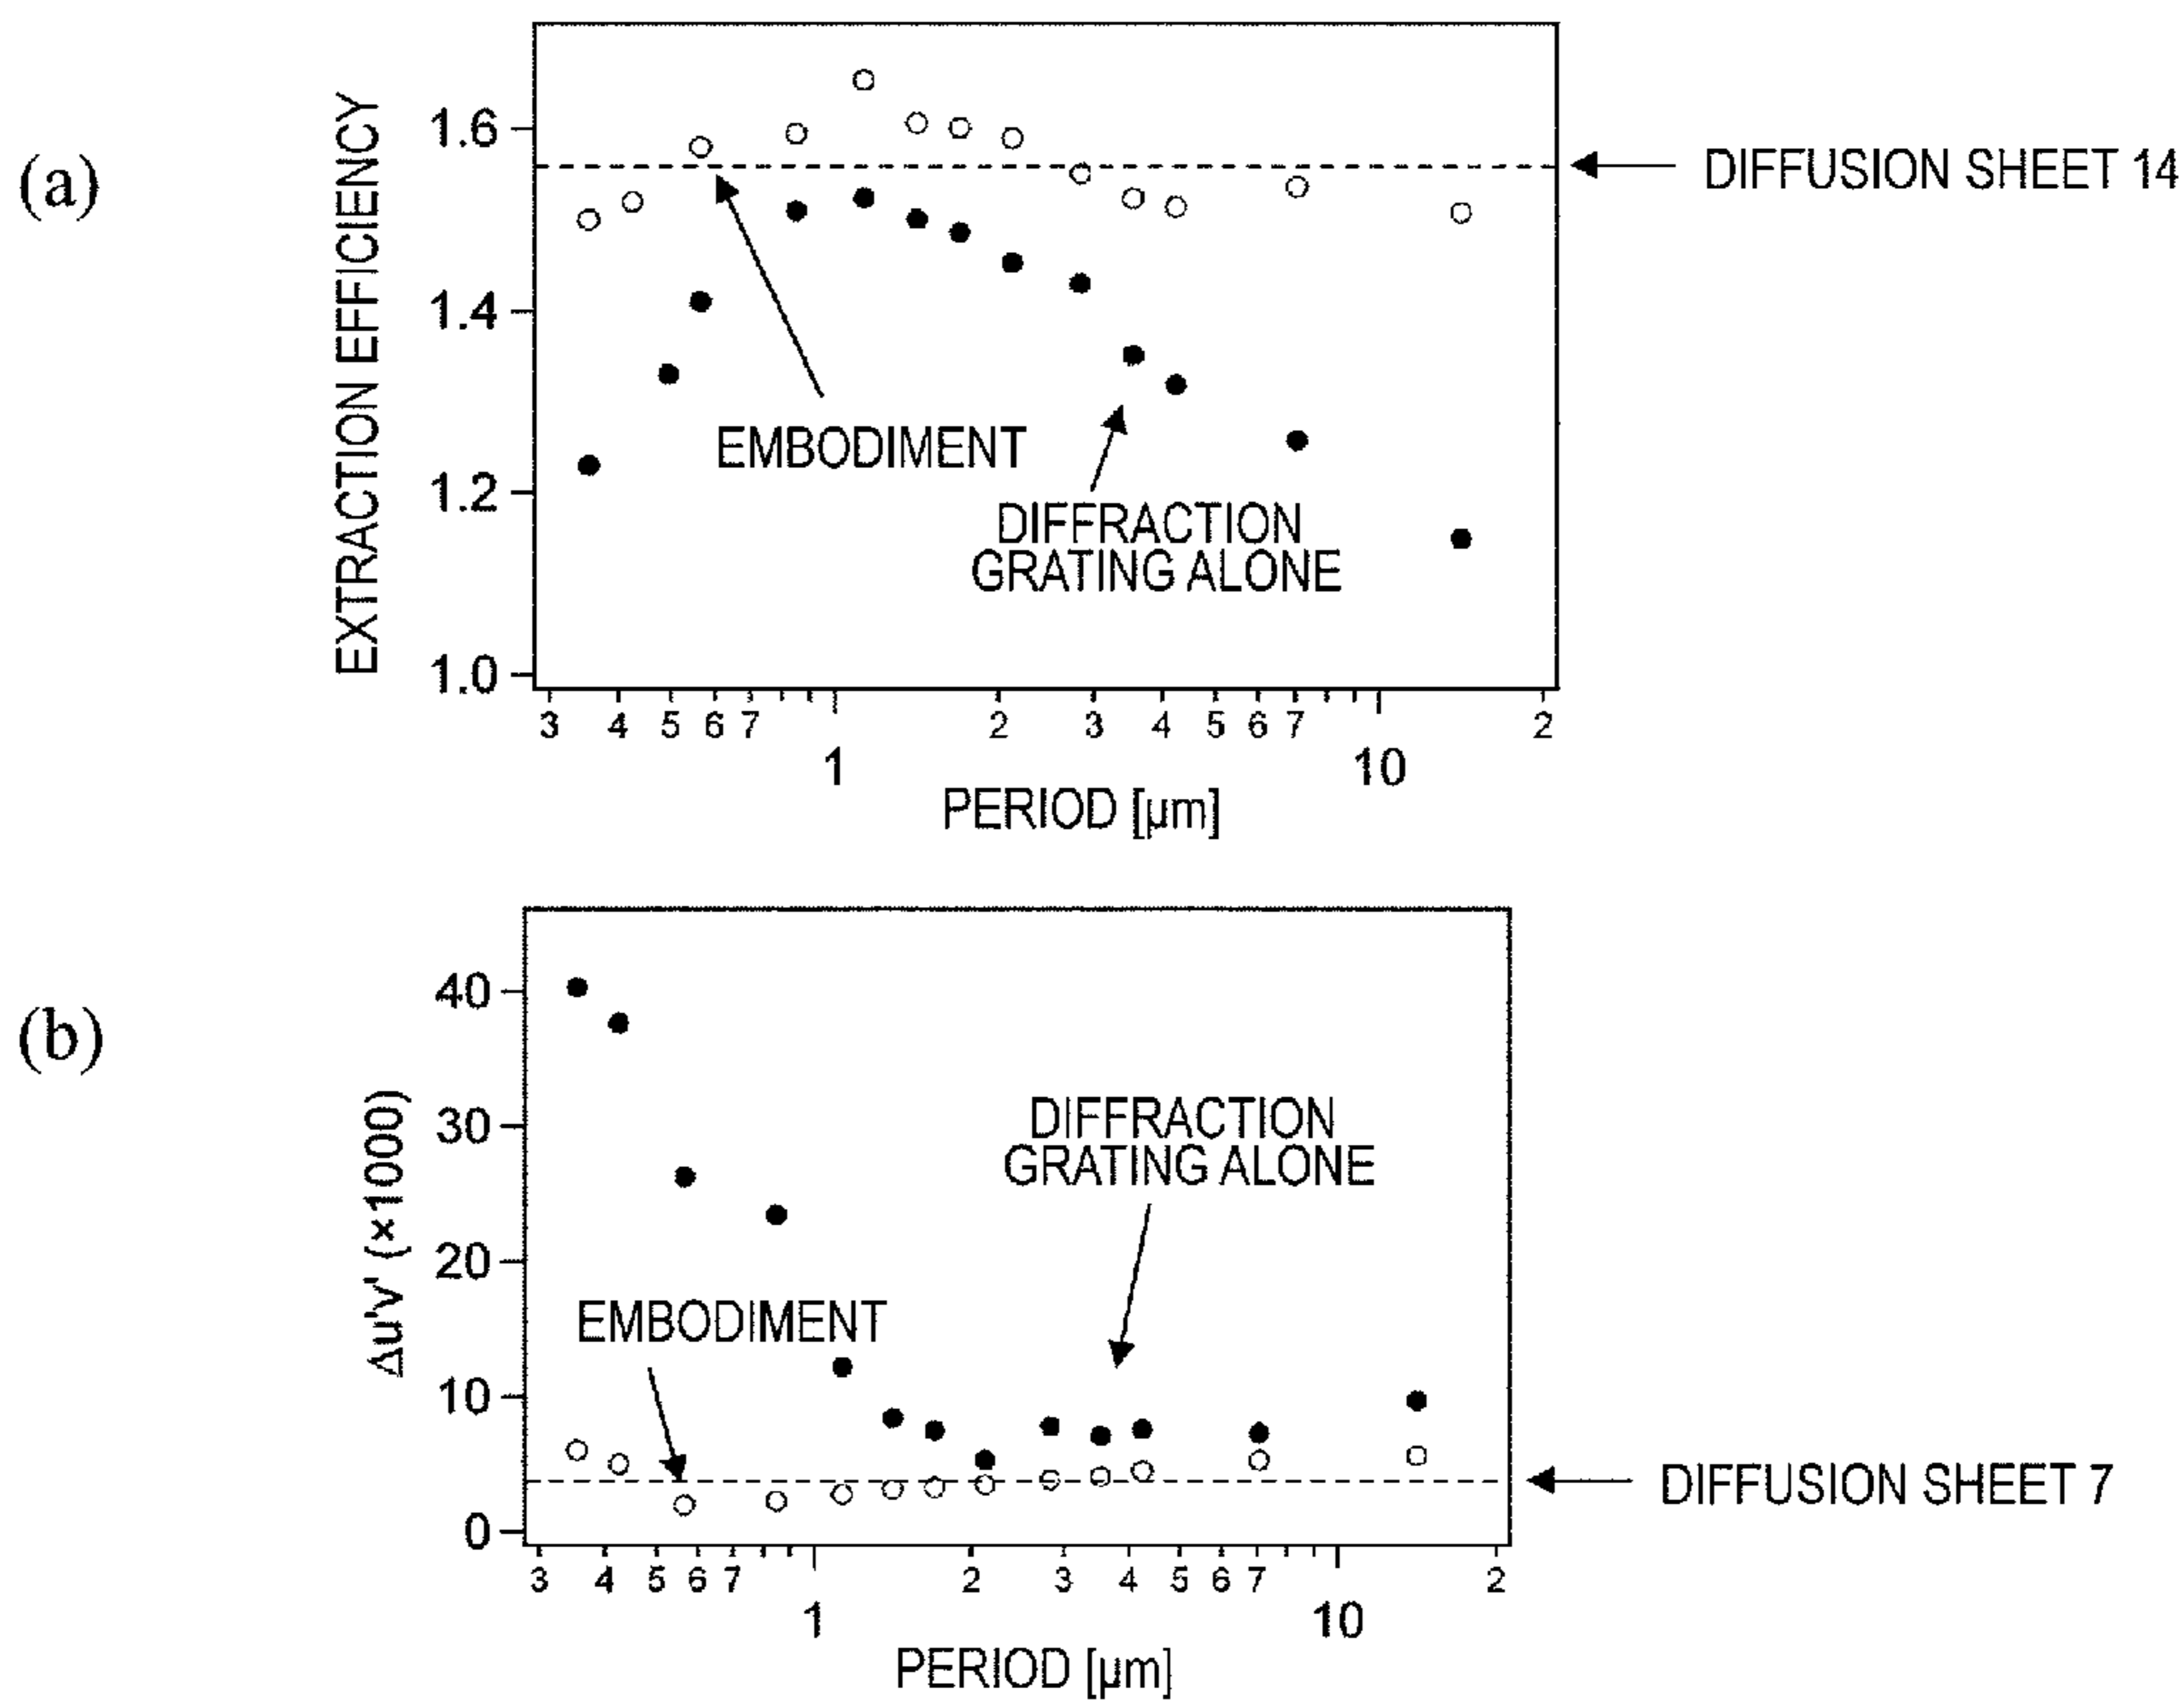 (a)
EXTRACTION EFFICIENCY
1.6
1.4
1.2
1.0
DIFFUSION SHEET 14
EMBODIMENT
DIFFRACTION
GRATING ALONE
3 4 5 6 7 2 3 4 5 6 7 2
1 10
PERIOD [μm]
(b)
Δu'v' (×1000)
40
30
20
10
0
DIFFRACTION
GRATING ALONE
EMBODIMENT
DIFFUSION SHEET 7
3 4 5 6 7 2 3 4 5 6 7 2
1 10
PERIOD [μm]